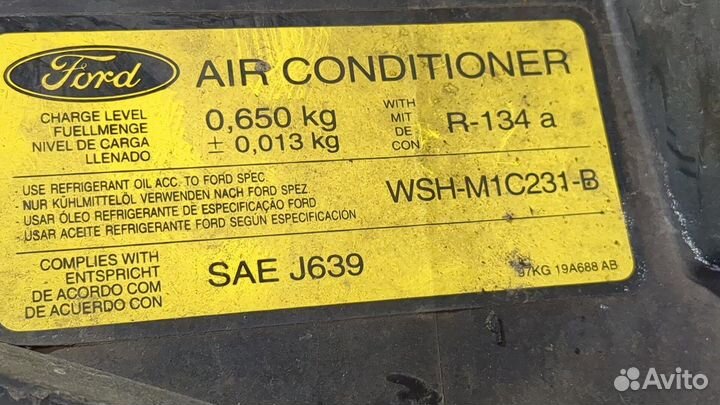 Ford
AIR CONDITIONER
CHARGE LEVEL
FUELLMENGE
NIVEL DE CARGA
LLENADO
0,650 kg
± 0,013 kg
WITH
MIT
DE
CON
R-134 a
- USE REFRIGERANT OIL ACC. TO FORD SPEC.
- NUR KÜHLMITTELÖL VERWENDEN NACH FORD SPEZ
- USAR ÓLEO REFRIGERANTE DE ESPECIFICAÇÃO FORD
- USAR ACEITE REFRIGERANTE FORD SEGÚN ESPECIFICACIÓN
WSH-M1C231-B
COMPLIES WITH
ENTSPRICHT
DE ACORDO COM
DE ACUERDO CON
SAE J639
97KG 19A688 AB
Avito